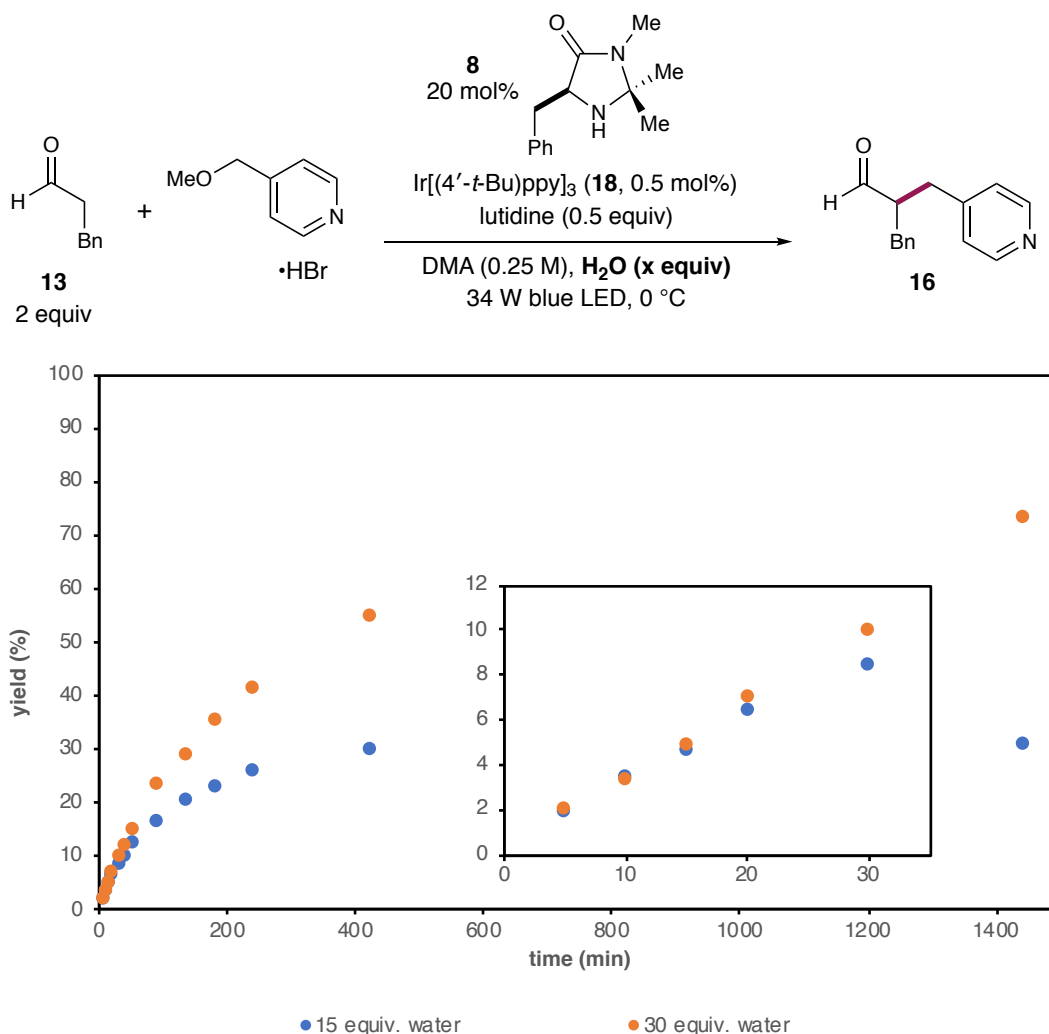 8
20 mol%
O
N
Me
Me
Me
N
H
Ph
O
H
Bn
13
2 equiv
+
MeO
N
•HBr
Ir[(4′-t-Bu)ppy]3 (18, 0.5 mol%)
lutidine (0.5 equiv)
DMA (0.25 M), H2O (x equiv)
34 W blue LED, 0 °C
O
H
Bn
N
16
100
90
80
70
60
50
40
30
20
10
0
yield (%)
12
10
8
6
4
2
0
0 10 20 30
0 200 400 600 800 1000 1200 1400
time (min)
15 equiv. water 30 equiv. water